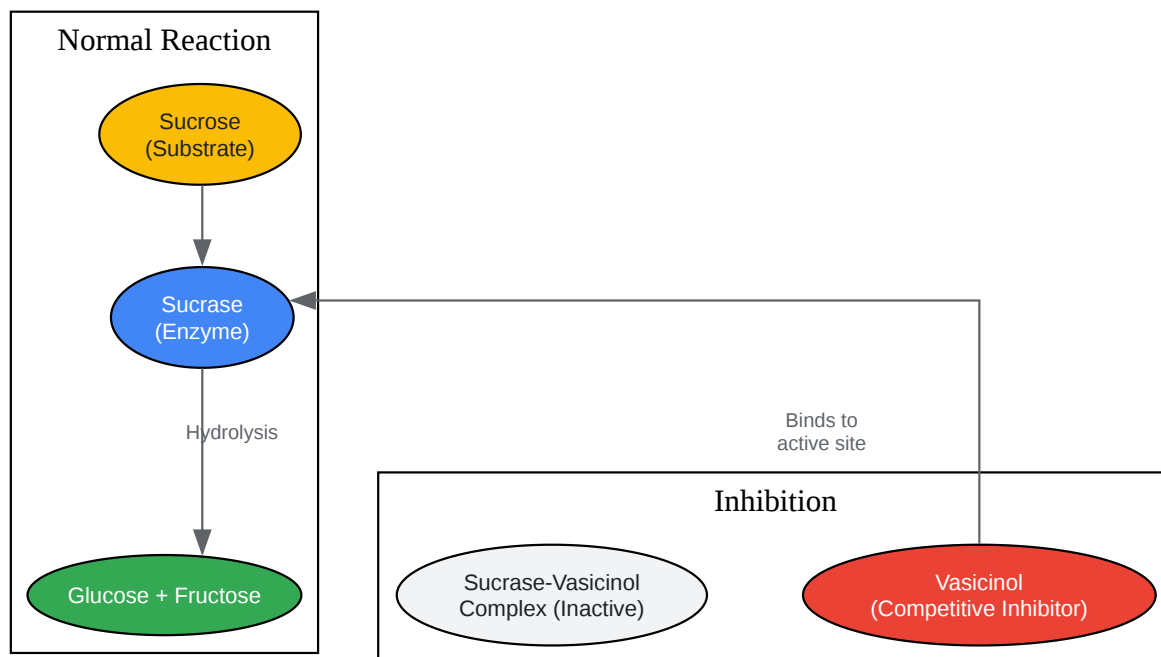 Normal Reaction
Sucrose
(Substrate)
Sucrase
(Enzyme)
Hydrolysis
Glucose + Fructose
Binds to
active site
Inhibition
Sucrase-Vasicinol
Complex (Inactive)
Vasicinol
(Competitive Inhibitor)